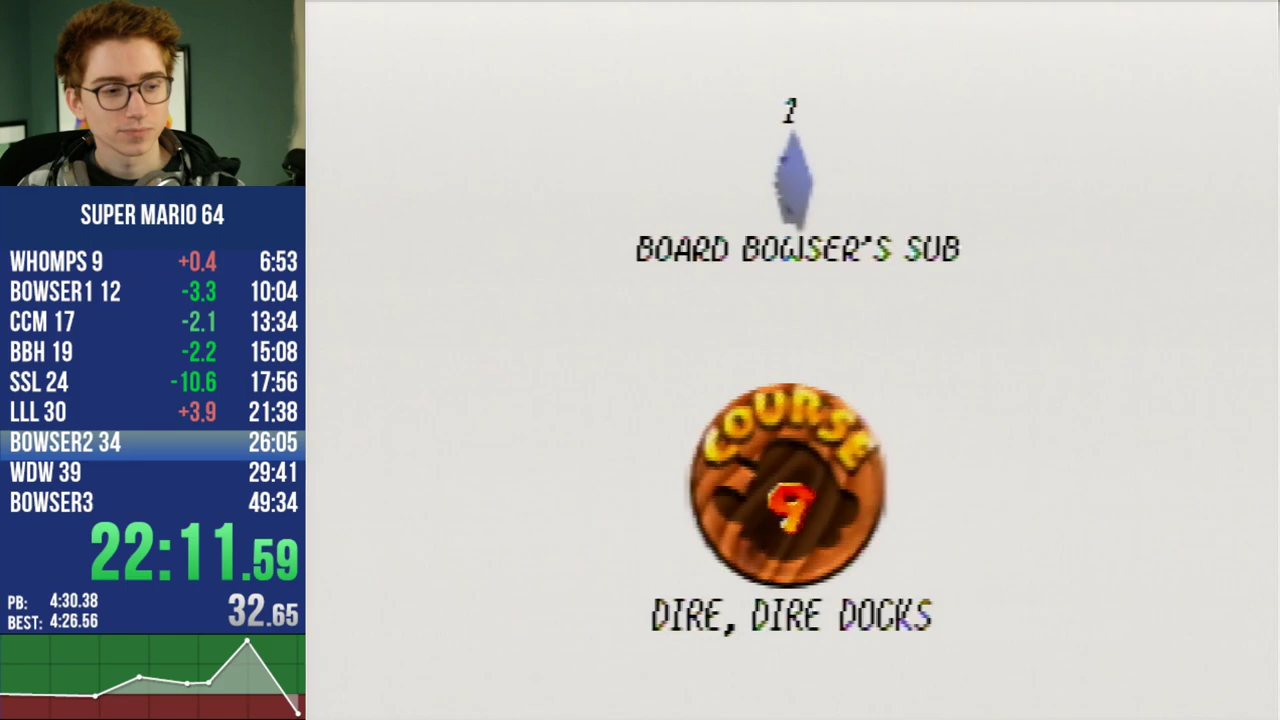 SUPER MARIO 64
WHOMPS 9 +0.4 6:53
BOWSER1 12 -3.3 10:04
CCM 17 -2.1 13:34
BBH 19 -2.2 15:08
SSL 24 -10.6 17:56
LLL 30 +3.9 21:38
BOWSER2 34 26:05
WDW 39 29:41
BOWSER3 49:34
22:11.59
PB: 4:30.38
BEST: 4:26.56
32.65
1
BOARD BOWSER'S SUB
COURSE
9
DIRE, DIRE DOCKS